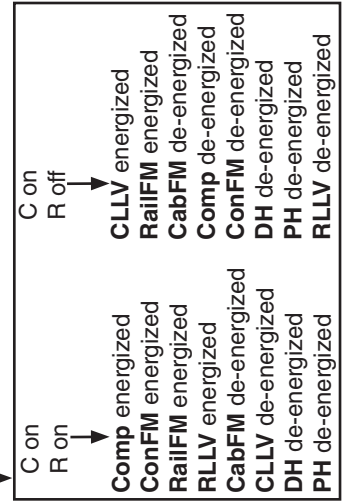 C on
R on
Comp energized
ConFM energized
RailFM energized
RLLV energized
CabFM de-energized
CLLV de-energized
DH de-energized
PH de-energized
C on
R off
CLLV energized
RailFM energized
CabFM de-energized
Comp de-energized
ConFM de-energized
DH de-energized
PH de-energized
RLLV de-energized